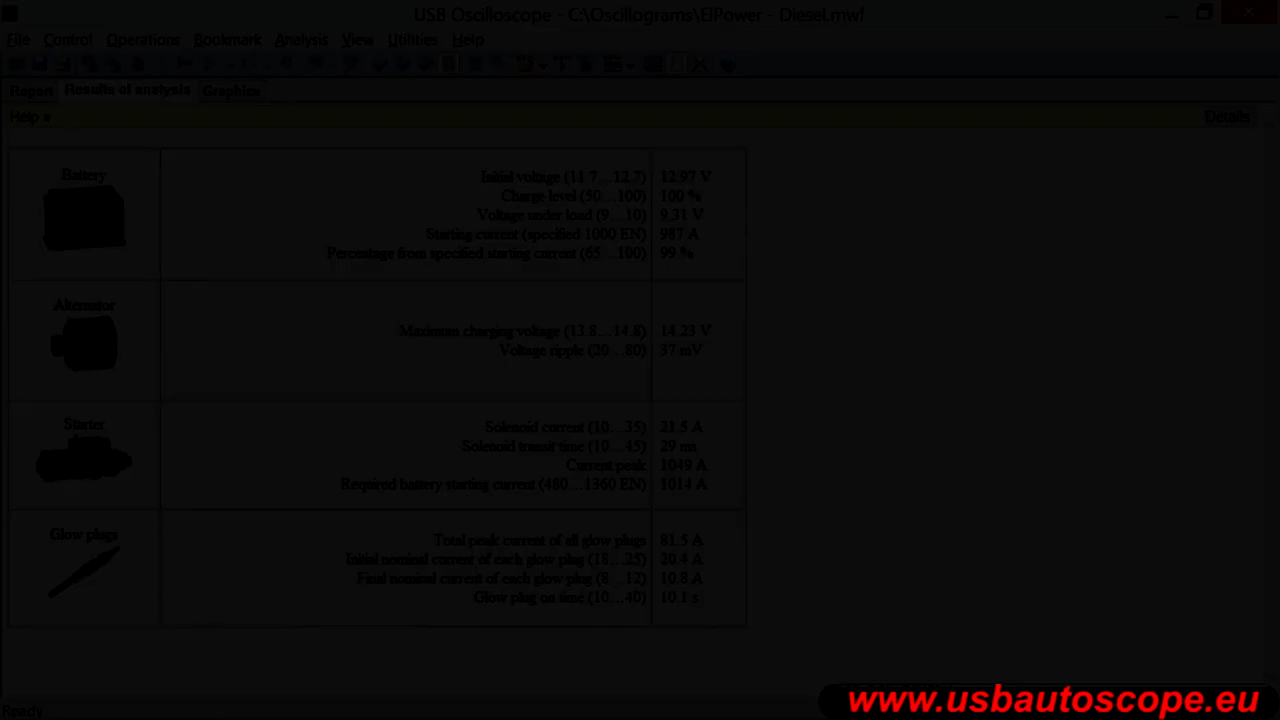 USB Oscilloscope - C:\Oscillograms\ElPower - Diesel.mwf
File Control Operations Bookmark Analysis View Utilities Help
Report Results of analysis Graphics
Help Details
Battery
Initial voltage (11.7...12.7) 12.97 V
Charge level (50...100) 100 %
Voltage under load (9...10) 9.31 V
Starting current (specified 1000 EN) 987 A
Percentage from specified starting current (65...100) 99 %
Alternator
Maximum charging voltage (13.8...14.8) 14.23 V
Voltage ripple (20...80) 37 mV
Starter
Solenoid current (10...35) 21.5 A
Solenoid transit time (10...45) 29 ms
Current peak 1049 A
Required battery starting current (480...1360 EN) 1014 A
Glow plugs
Total peak current of all glow plugs 81.5 A
Initial nominal current of each glow plug (18...25) 20.4 A
Final nominal current of each glow plug (8...12) 10.8 A
Glow plug on time (10...40) 10.1 s
www.usbautoscope.eu
Ready